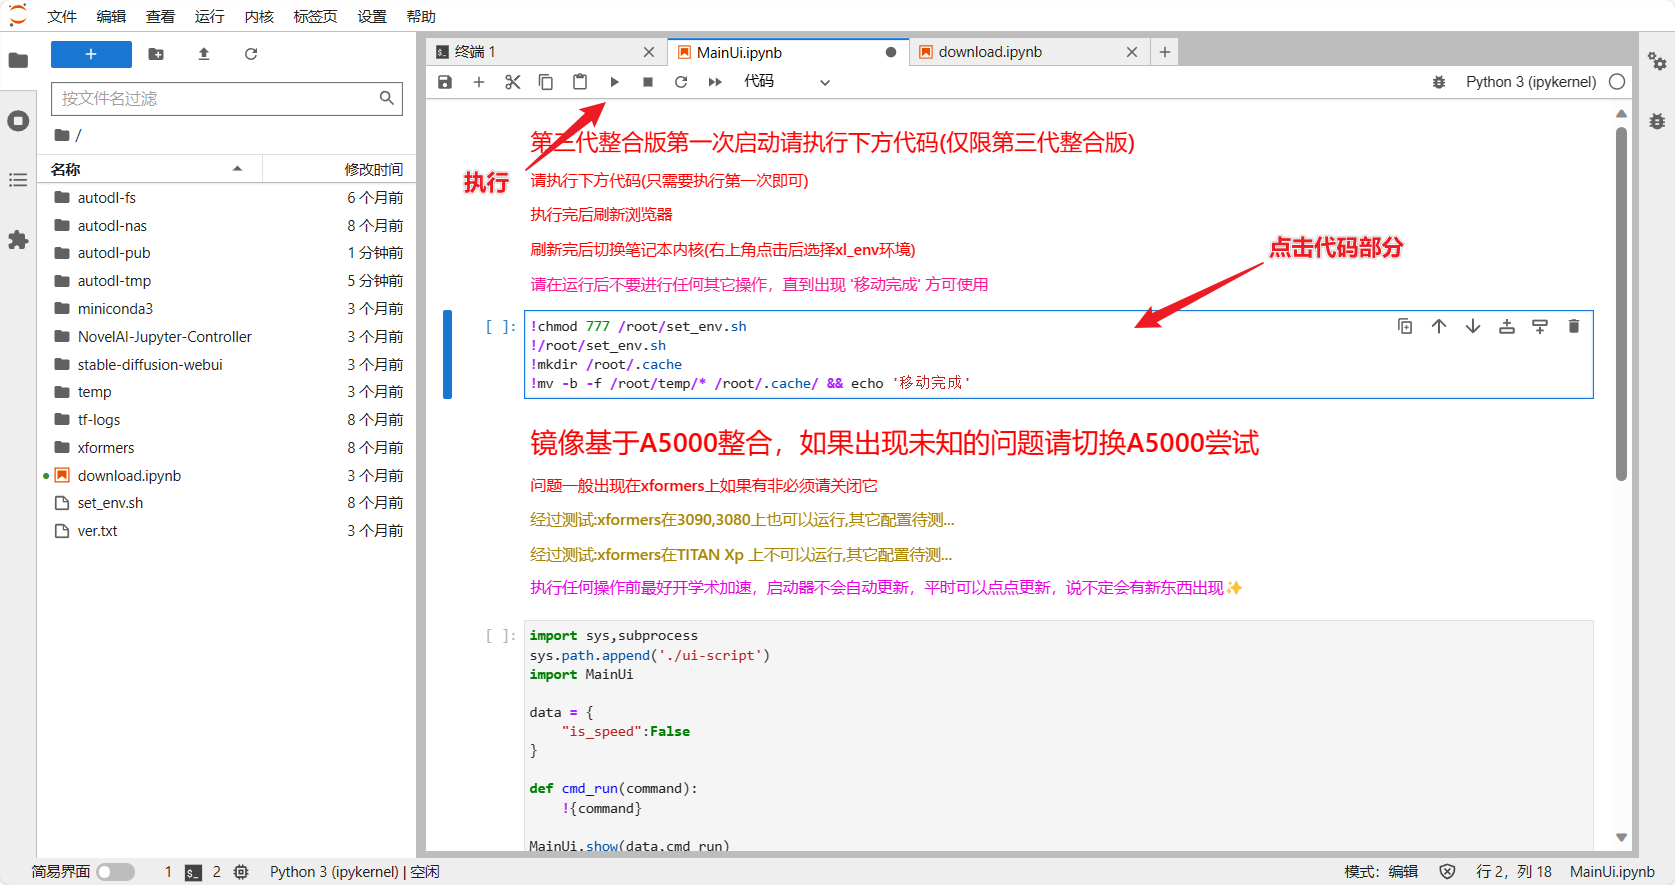 文件 编辑 查看 运行 内核 标签页 设置 帮助
按文件名过滤
/
名称 修改时间
autodl-fs 6 个月前
autodl-nas 8 个月前
autodl-pub 1 分钟前
autodl-tmp 5 分钟前
miniconda3 3 个月前
NovelAI-Jupyter-Controller 3 个月前
stable-diffusion-webui 3 个月前
temp 3 个月前
tf-logs 8 个月前
xformers 8 个月前
download.ipynb 3 个月前
set_env.sh 8 个月前
ver.txt 3 个月前
终端 1 MainUi.ipynb download.ipynb
代码 Python 3 (ipykernel)
第三代整合版第一次启动请执行下方代码(仅限第三代整合版)
执行
请执行下方代码(只需要执行第一次即可)
执行完后刷新浏览器
刷新完后切换笔记本内核(右上角点击后选择xl_env环境)
点击代码部分
请在运行后不要进行任何其它操作，直到出现 '移动完成' 方可使用
[ ]: !chmod 777 /root/set_env.sh
!/root/set_env.sh
!mkdir /root/.cache
!mv -b -f /root/temp/* /root/.cache/ && echo '移动完成'
镜像基于A5000整合，如果出现未知的问题请切换A5000尝试
问题一般出现在xformers上如果有非必须请关闭它
经过测试:xformers在3090,3080上也可以运行,其它配置待测...
经过测试:xformers在TITAN Xp 上不可以运行,其它配置待测...
执行任何操作前最好开学术加速，启动器不会自动更新，平时可以点点更新，说不定会有新东西出现✨
[ ]: import sys,subprocess
sys.path.append('./ui-script')
import MainUi
data = {
"is_speed":False
}
def cmd_run(command):
!{command}
MainUi.show(data,cmd_run)
简易界面 1 2 Python 3 (ipykernel) | 空闲 模式：编辑 行 2，列 18 MainUi.ipynb